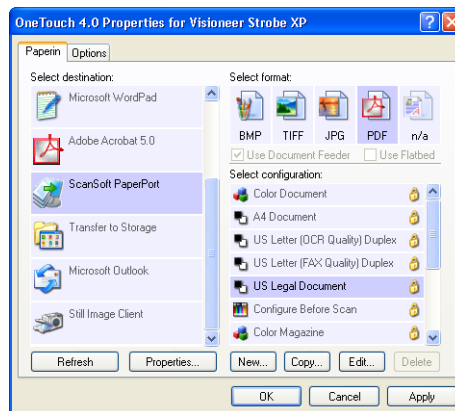 OneTouch 4.0 Properties for Visioneer Strobe XP
Paperin
Options
Select destination:
Microsoft WordPad
Adobe Acrobat 5.0
ScanSoft PaperPort
Transfer to Storage
Microsoft Outlook
Still Image Client
Refresh
Properties...
Select format:
BMP
TIFF
JPG
PDF
n/a
Use Document Feeder
Use Flatbed
Select configuration:
Color Document
A4 Document
US Letter (OCR Quality) Duplex
US Letter (FAX Quality) Duplex
US Legal Document
Configure Before Scan
Color Magazine
New...
Copy...
Edit...
Delete
OK
Cancel
Apply